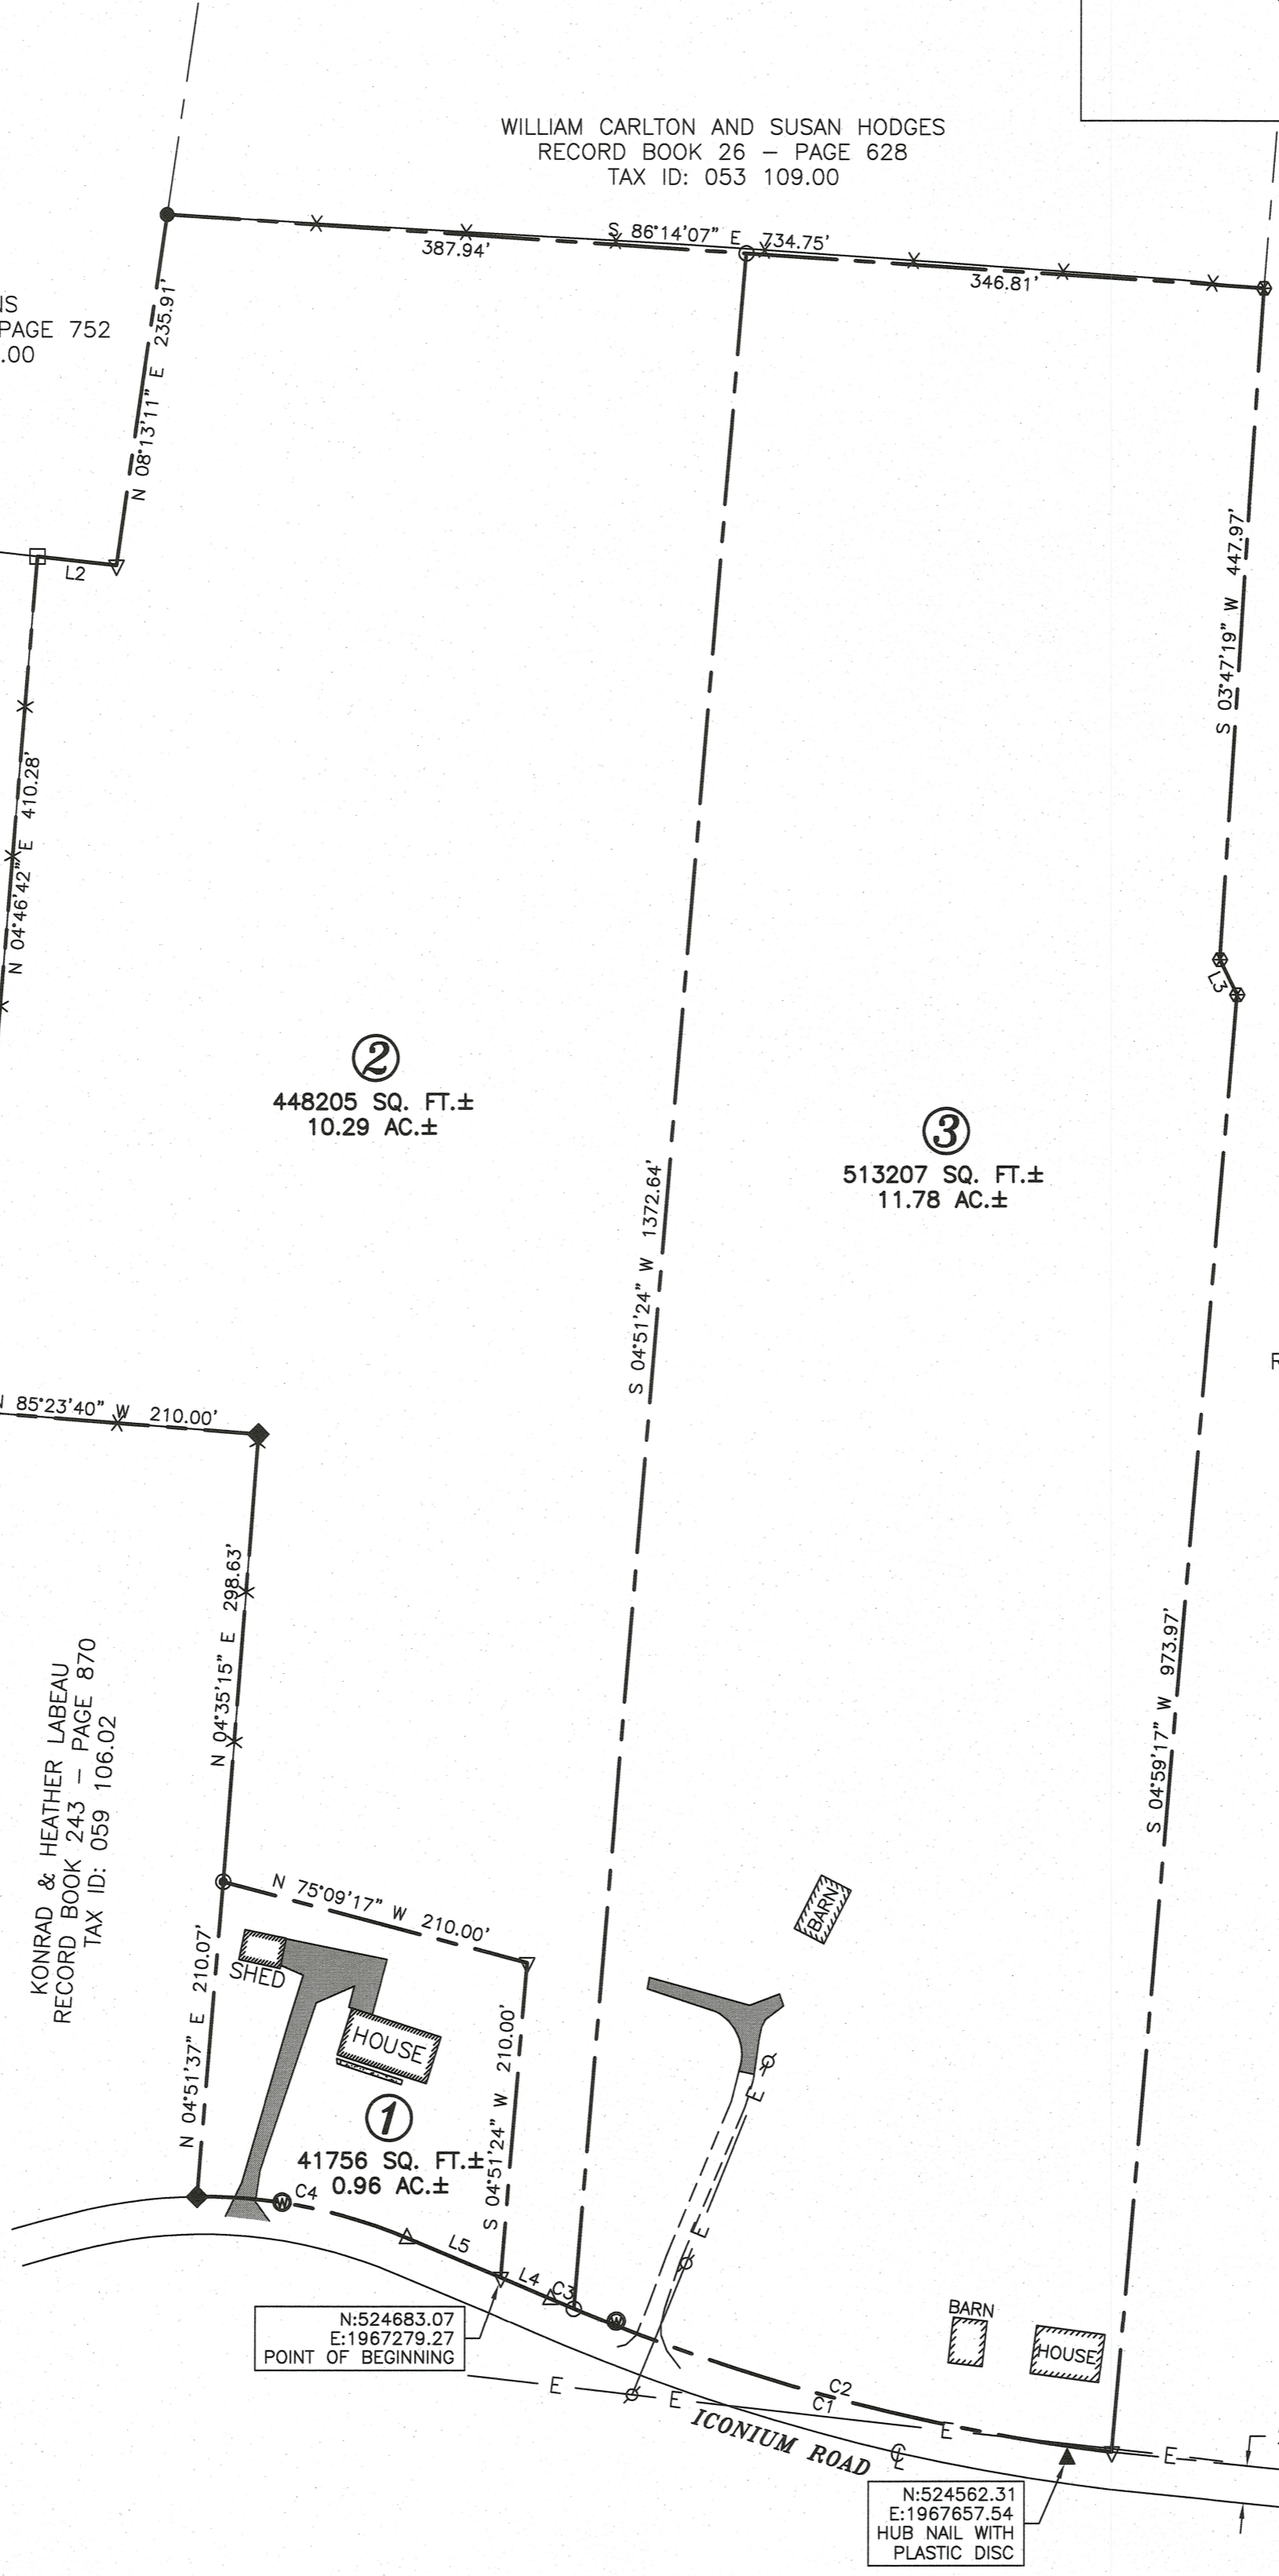 WILLIAM CARLTON AND SUSAN HODGES
RECORD BOOK 26 – PAGE 628
TAX ID: 053 109.00
S 86°14'07" E 734.75'
387.94'
346.81'
PAGE 752
.00
N 08°13'11" E 235.91'
L2
S 03°47'19" W 447.97'
N 04°46'42" E 410.28'
L3
2
448205 SQ. FT.±
10.29 AC.±
3
513207 SQ. FT.±
11.78 AC.±
S 04°51'24" W 1372.64'
N 85°23'40" W 210.00'
N 04°35'15" E 298.63'
S 04°59'17" W 973.97'
KONRAD & HEATHER LABEAU
RECORD BOOK 243 – PAGE 870
TAX ID: 059 106.02
N 75°09'17" W 210.00'
BARN
SHED
HOUSE
N 04°51'37" E 210.07'
S 04°51'24" W 210.00'
1
41756 SQ. FT.±
0.96 AC.±
W
C4
L5
L4
C3
W
E
E
N:524683.07
E:1967279.27
POINT OF BEGINNING
BARN
HOUSE
C2
C1
E
E
E
E
ICONIUM ROAD
N:524562.31
E:1967657.54
HUB NAIL WITH
PLASTIC DISC